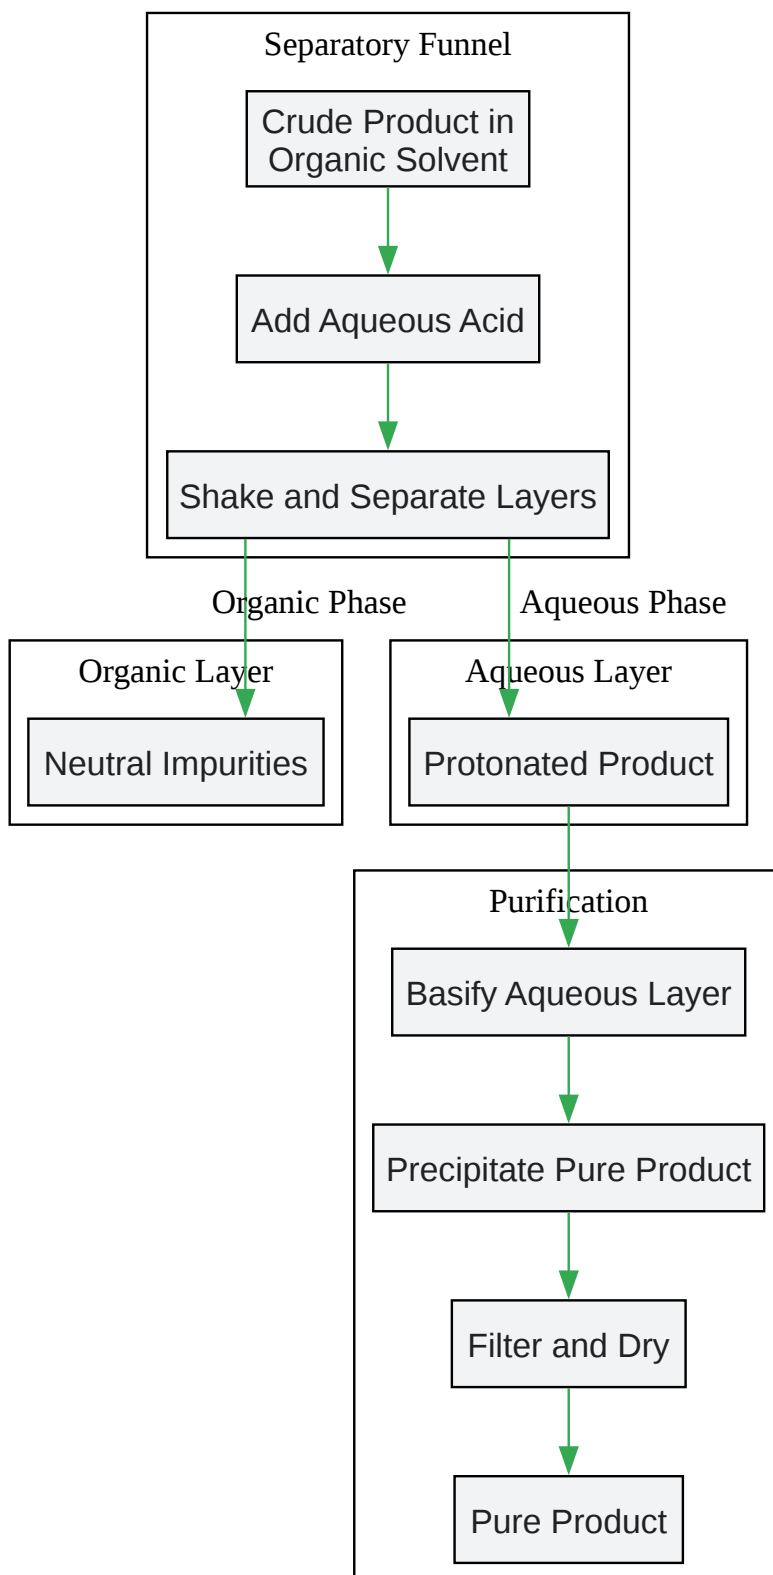 Separatory Funnel
Crude Product in
Organic Solvent
Add Aqueous Acid
Shake and Separate Layers
Organic Phase
Aqueous Phase
Organic Layer
Neutral Impurities
Aqueous Layer
Protonated Product
Purification
Basify Aqueous Layer
Precipitate Pure Product
Filter and Dry
Pure Product